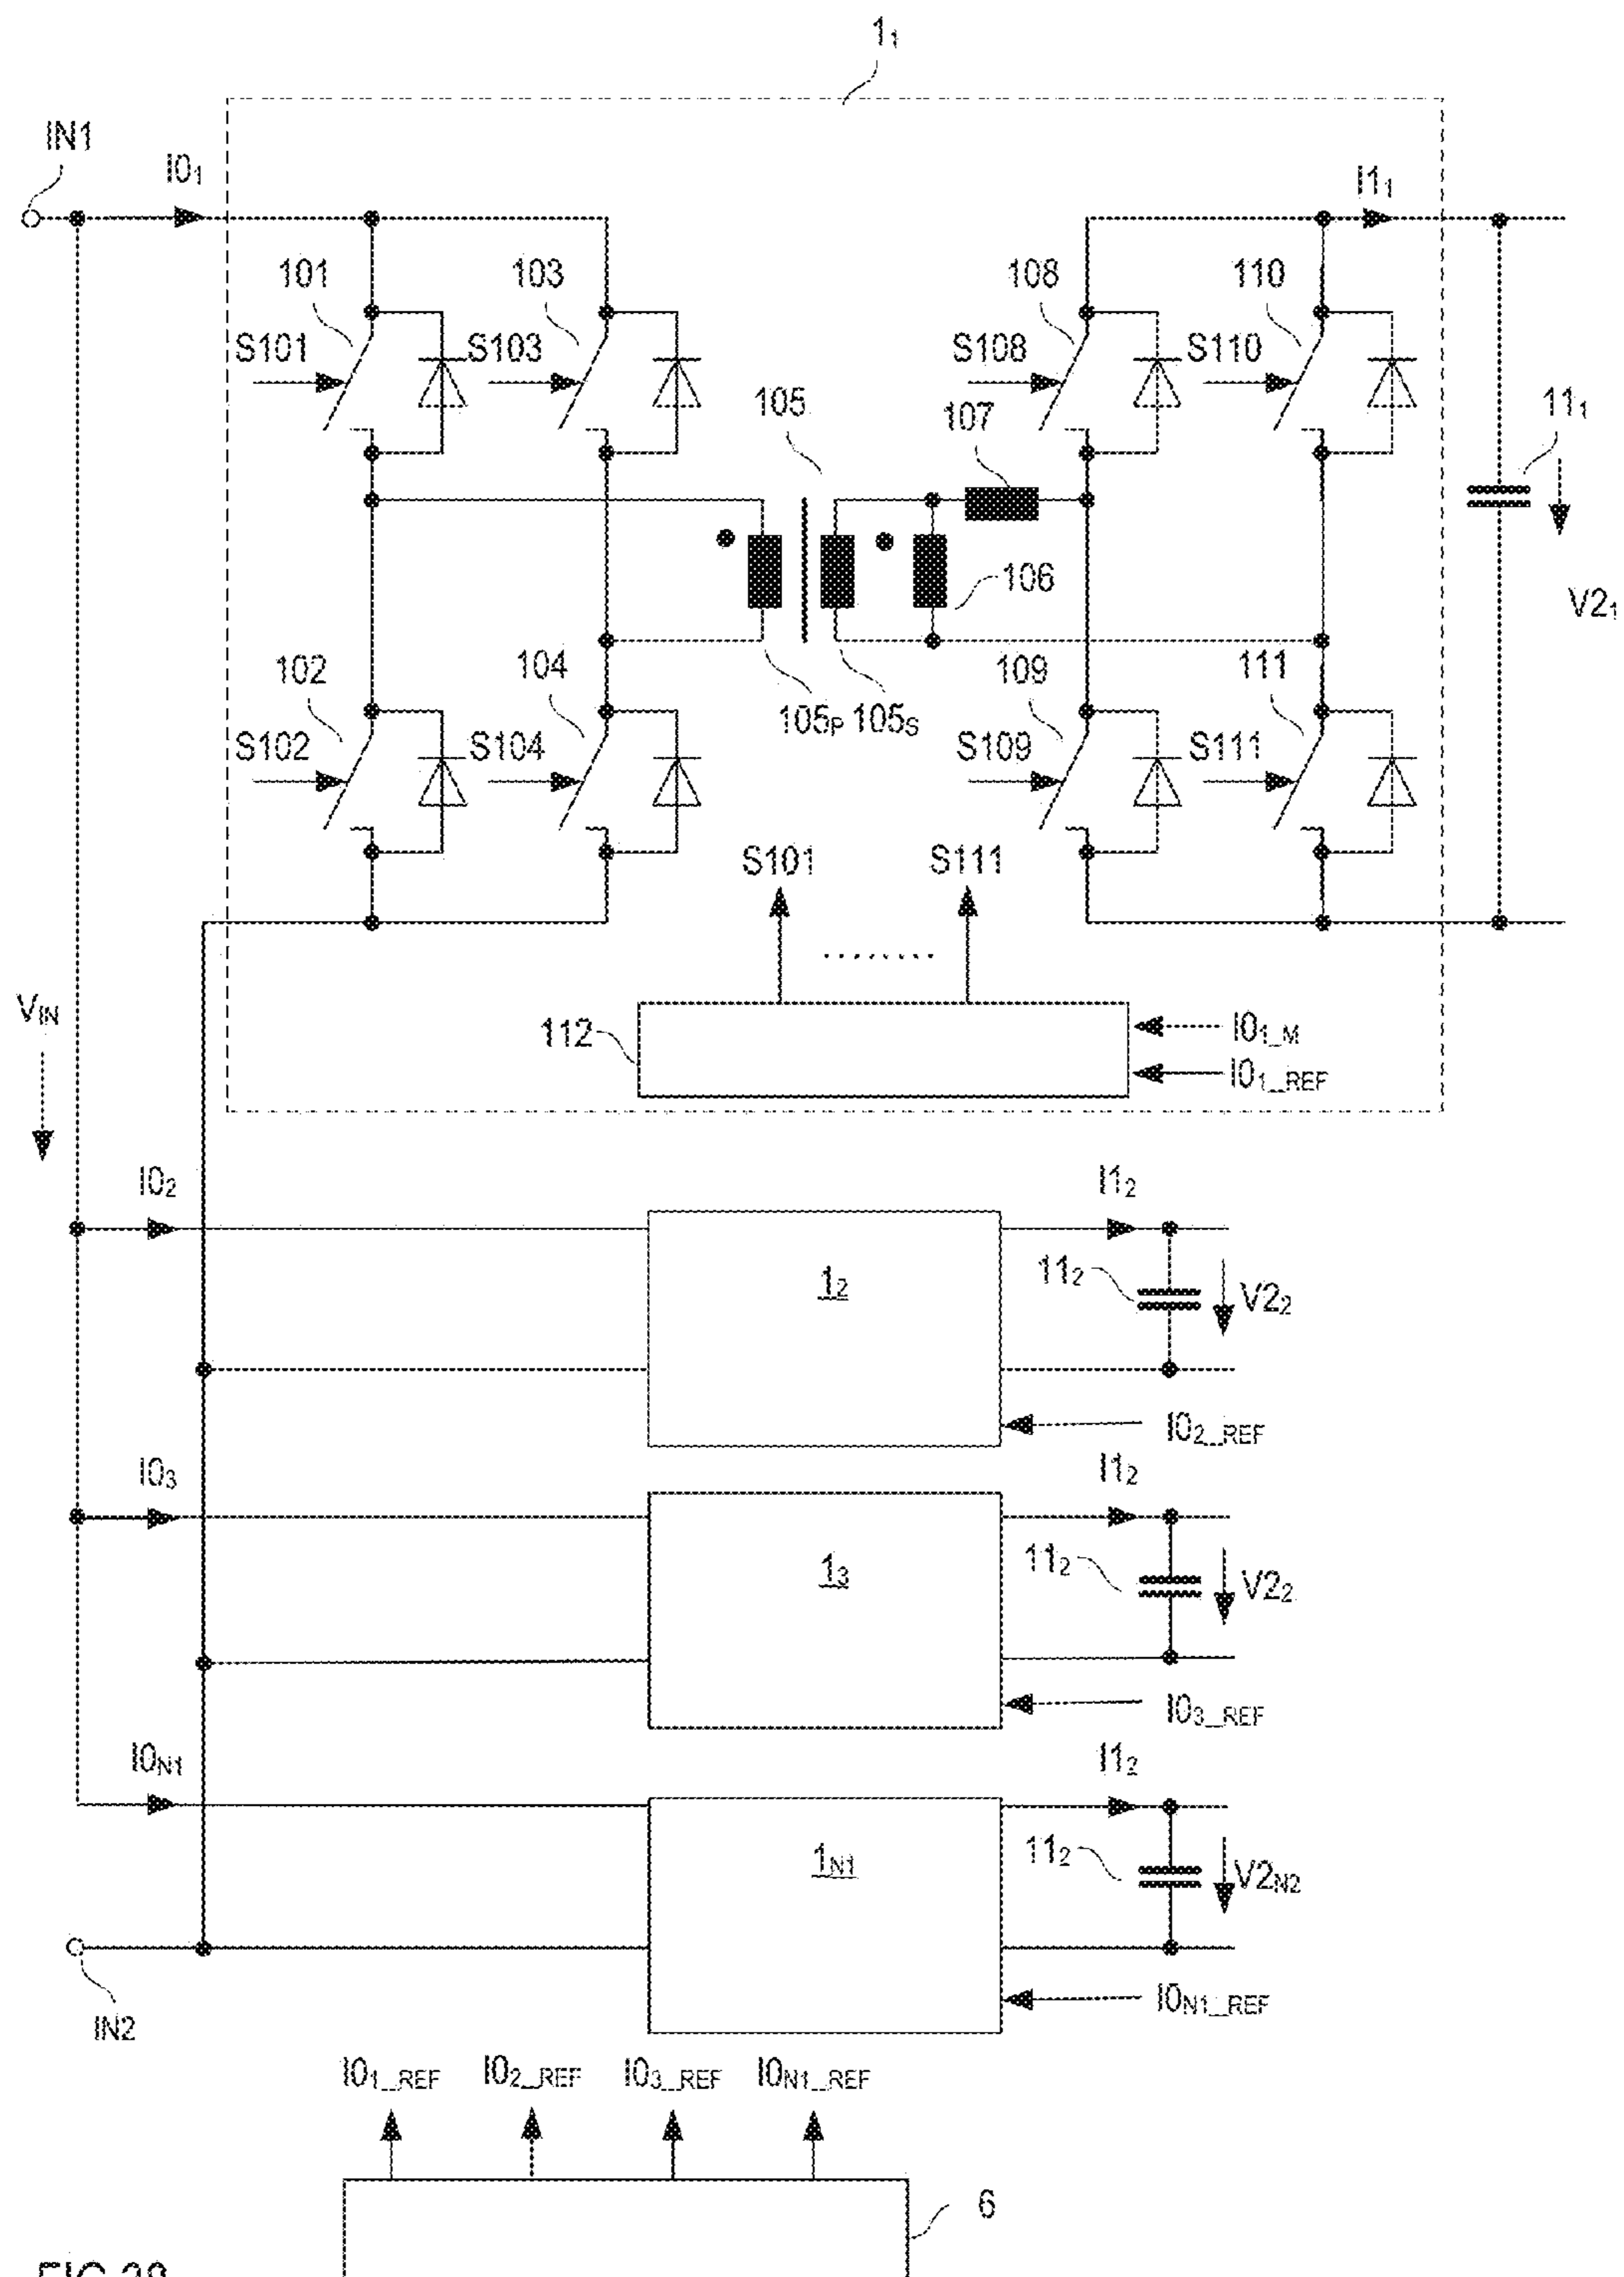 1₁
IN1
I0₁
I1₁
101
103
108
110
S101
S103
S108
S110
105
107
11₁
106
V2₁
102
104
105P 105S
109
111
S102
S104
S109
S111
S101
S111
........
VIN
112
I0₁_M
I0₁_REF
I0₂
I1₂
1₂
11₂
V2₂
I0₂_REF
I0₃
I1₂
1₃
11₂
V2₂
I0₃_REF
I0N1
I1₂
1N1
11₂
V2N2
I0N1_REF
IN2
I0₁_REF
I0₂_REF
I0₃_REF
I0N1_REF
6